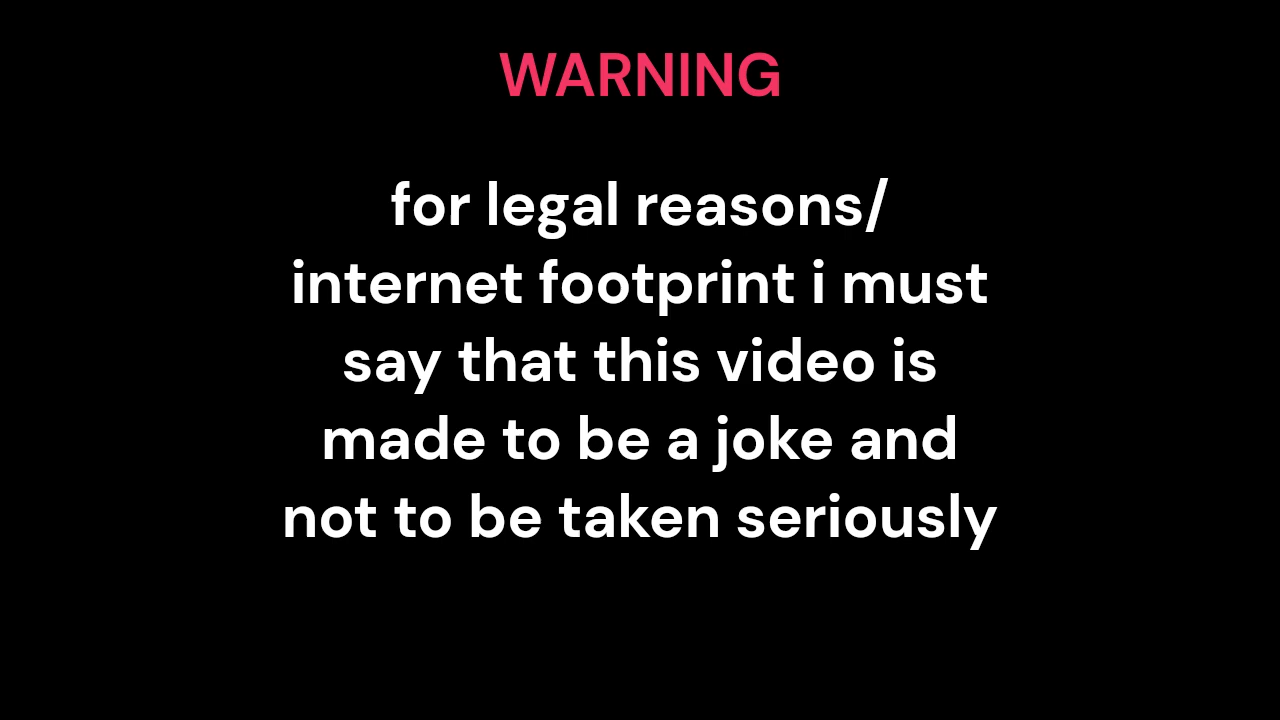 WARNING
for legal reasons/
internet footprint i must
say that this video is
made to be a joke and
not to be taken seriously